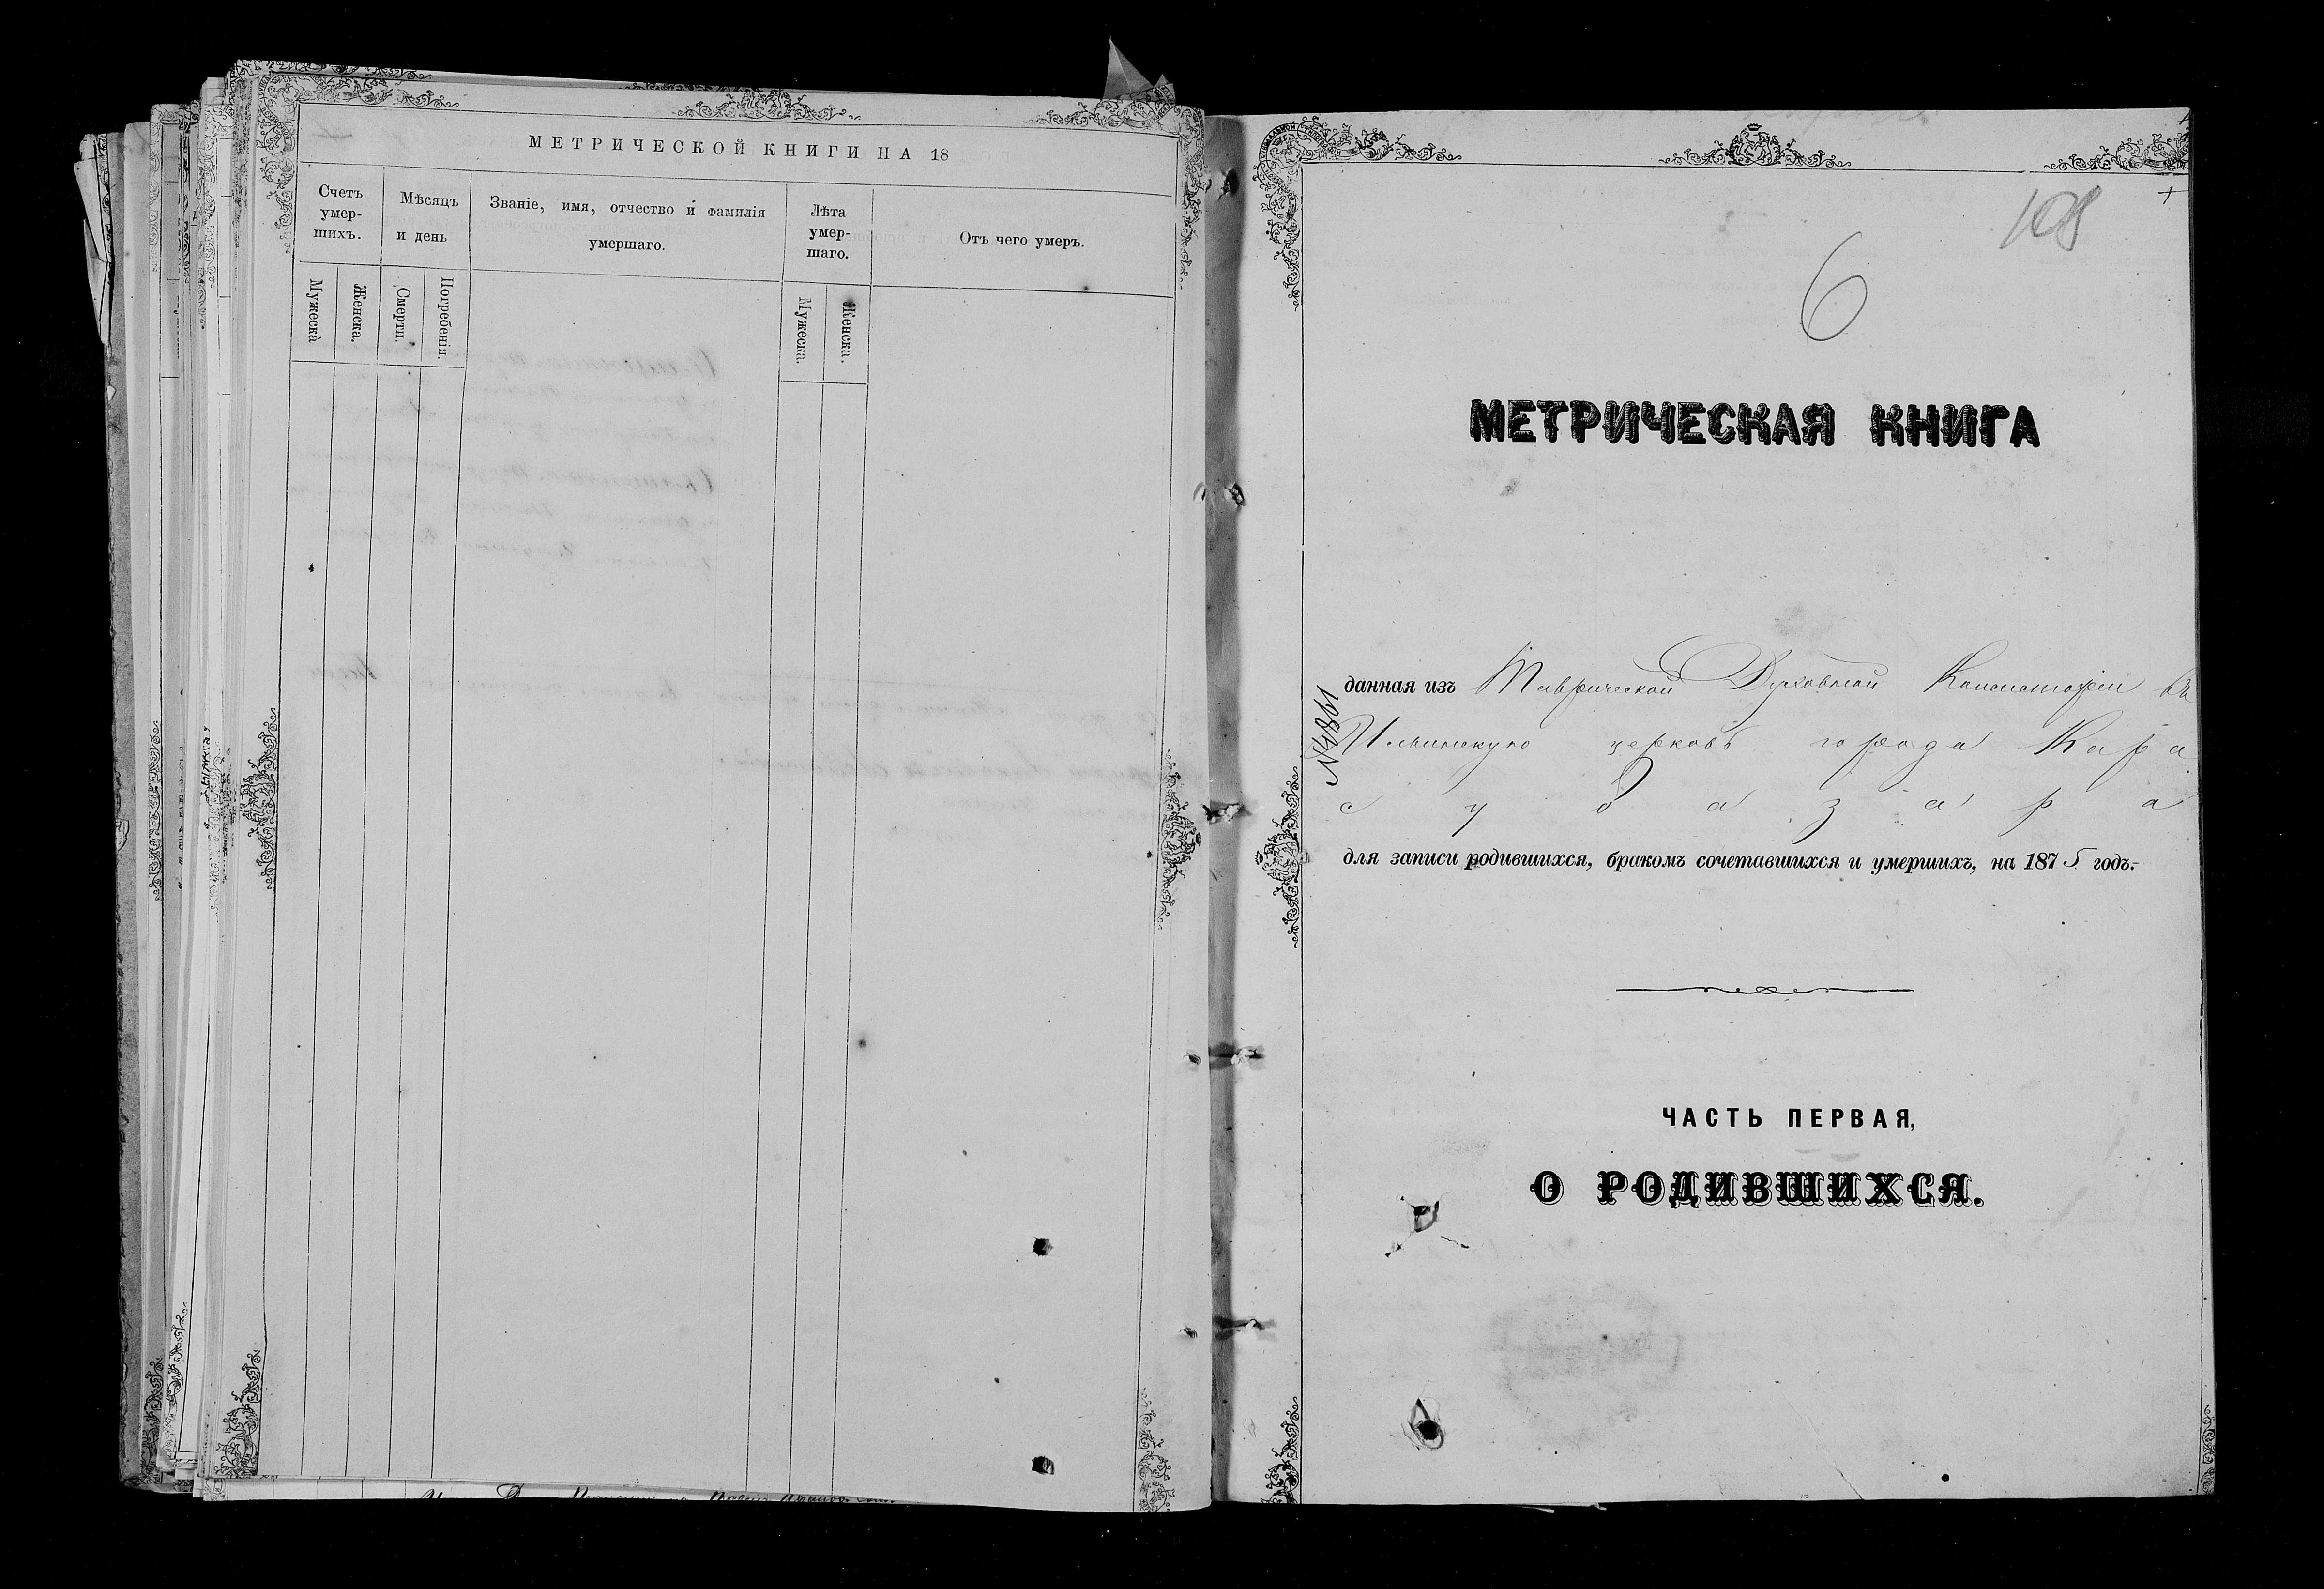 МЕТРИЧЕСКОЙ КНИГИ НА 18
Счетъ умер-шихъ.
Мѣсяцъ и день
Званіе, имя, отчество и фамилія умершаго.
Лѣта умер-шаго.
Отъ чего умеръ.
Мужеска
Женска.
Смерти.
Погребенія.
Мужеска.
Женска.
108
6
МЕТРИЧЕСКАЯ КНИГА
данная изъ Таврической Духовной Консисторіи въ
Ильинскую церковь города Кара
субазара
для записи родившихся, бракомъ сочетавшихся и умершихъ, на 1875 годъ.
№4861
ЧАСТЬ ПЕРВАЯ,
О РОДИВШИХСЯ.